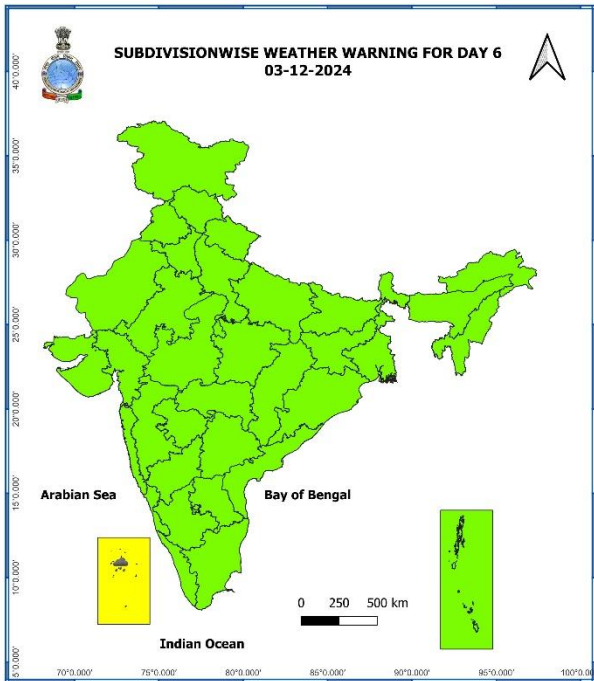 SUBDIVISIONWISE WEATHER WARNING FOR DAY 6
03-12-2024
40°0.000'
35°0.000'
30°0.000'
25°0.000'
20°0.000'
15°0.000'
10°0.000'
5°0.000'
Arabian Sea
Bay of Bengal
0 250 500 km
Indian Ocean
70°0.000' 75°0.000' 80°0.000' 85°0.000' 90°0.000' 95°0.000' 100°0.0